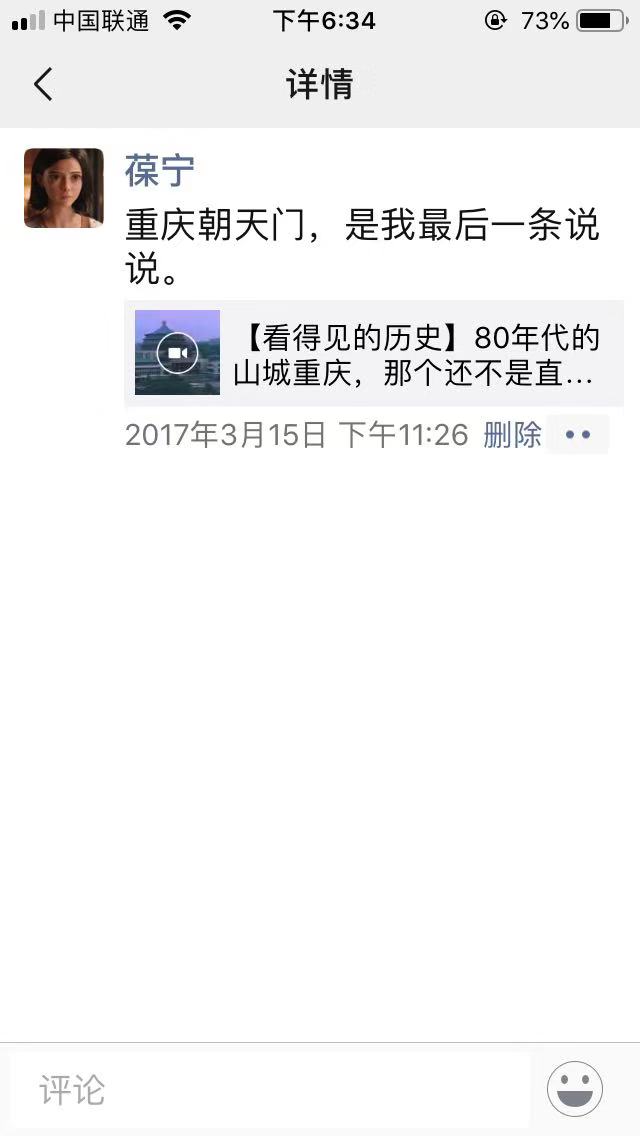 中国联通 下午6:34 73%
详情
葆宁
重庆朝天门，是我最后一条说
说。
【看得见的历史】80年代的
山城重庆，那个还不是直...
2017年3月15日 下午11:26 删除
评论